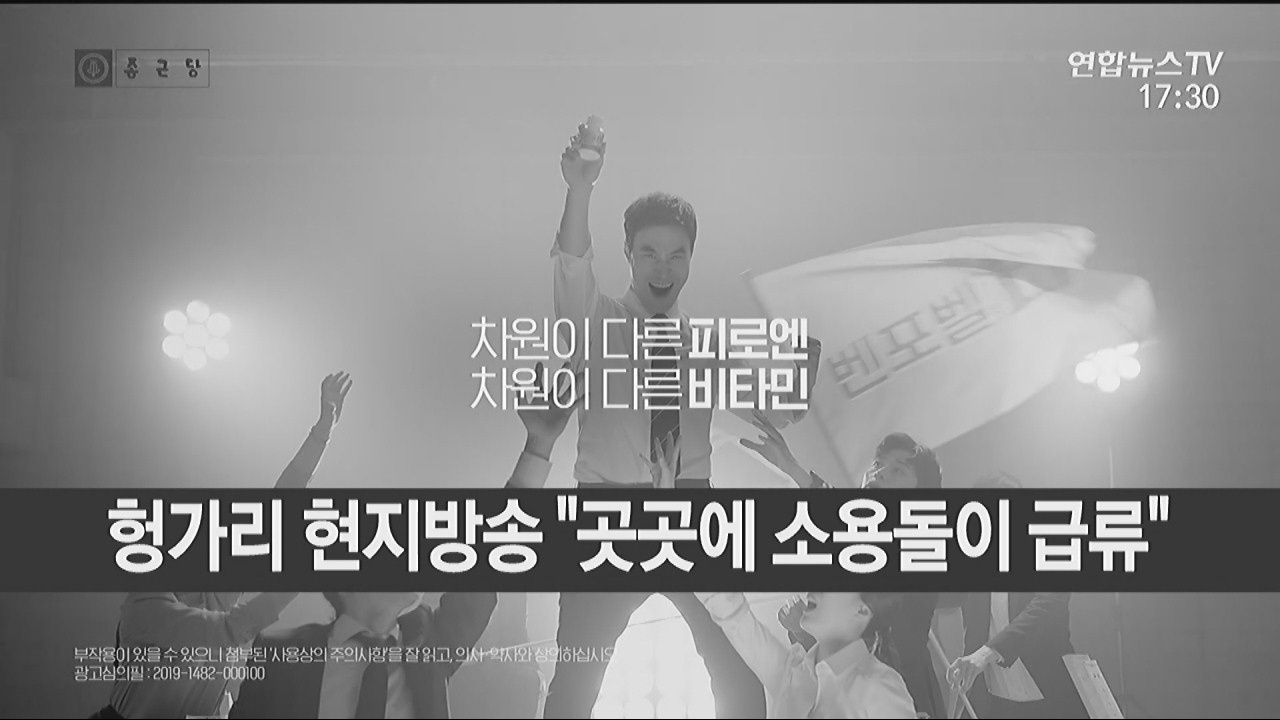 종근당
연합뉴스TV
17:30
벤포벨
차원이 다른 피로엔
차원이 다른 비타민
헝가리 현지방송 "곳곳에 소용돌이 급류"
부작용이 있을 수 있으니 첨부된 '사용상의 주의사항'을 잘 읽고, 의사·약사와 상의하십시오
광고심의필 : 2019-1482-000100